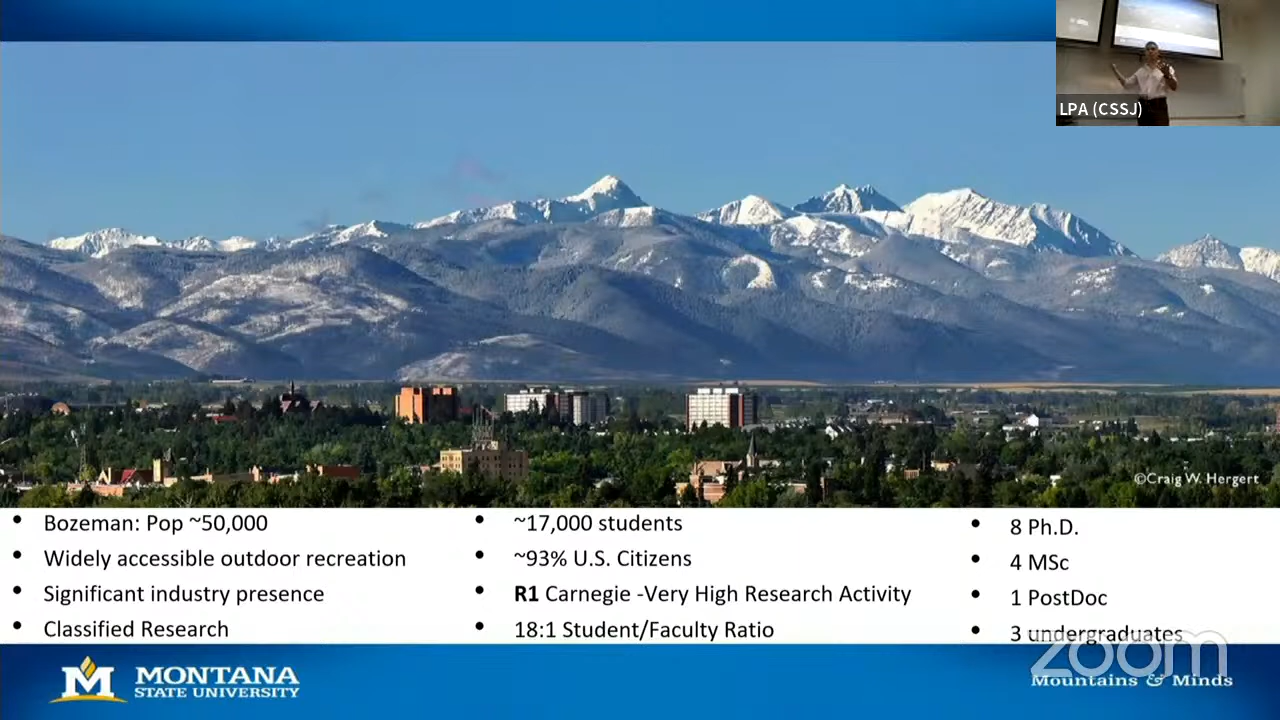 LPA (CSSJ)
©Craig W. Hergert
• Bozeman: Pop ~50,000
• Widely accessible outdoor recreation
• Significant industry presence
• Classified Research
• ~17,000 students
• ~93% U.S. Citizens
• R1 Carnegie -Very High Research Activity
• 18:1 Student/Faculty Ratio
• 8 Ph.D.
• 4 MSc
• 1 PostDoc
• 3 undergraduates
M MONTANA
STATE UNIVERSITY
zoom
Mountains & Minds